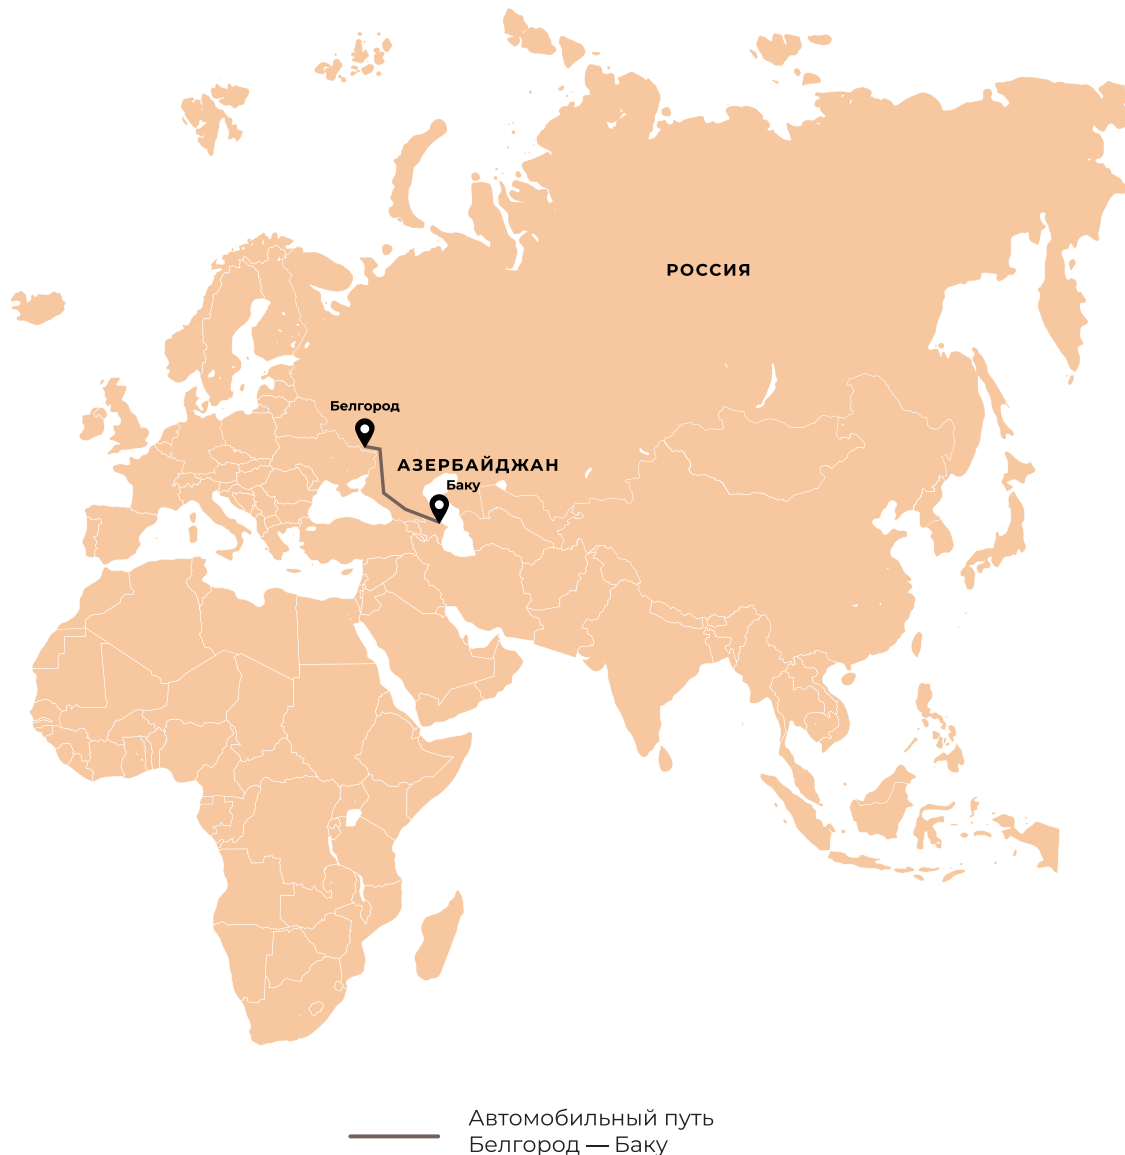 РОССИЯ
Белгород
АЗЕРБАЙДЖАН
Баку
Автомобильный путь
Белгород — Баку